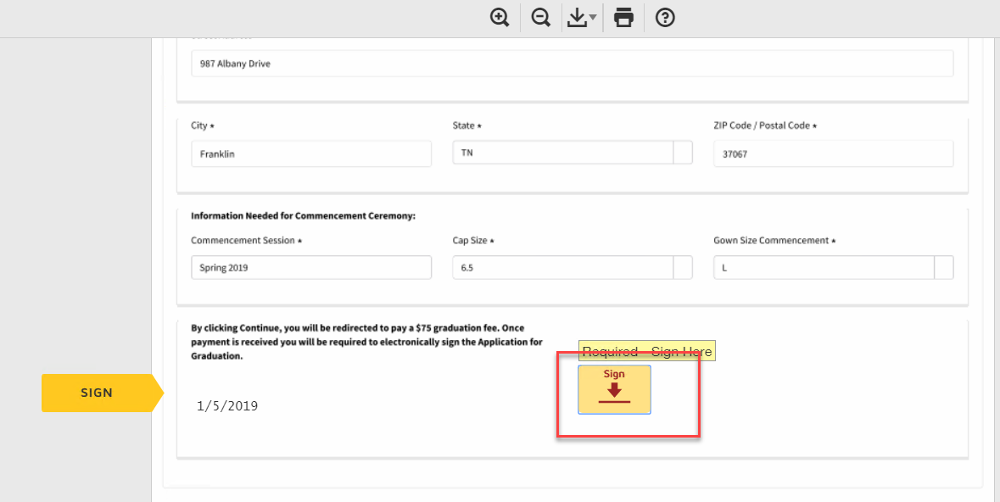 987 Albany Drive
City * State * ZIP Code / Postal Code *
Franklin TN 37067
Information Needed for Commencement Ceremony:
Commencement Session * Cap Size * Gown Size Commencement *
Spring 2019 6.5 L
By clicking Continue, you will be redirected to pay a $75 graduation fee. Once
payment is received you will be required to electronically sign the Application for
Graduation.
Required - Sign Here
Sign
SIGN
1/5/2019